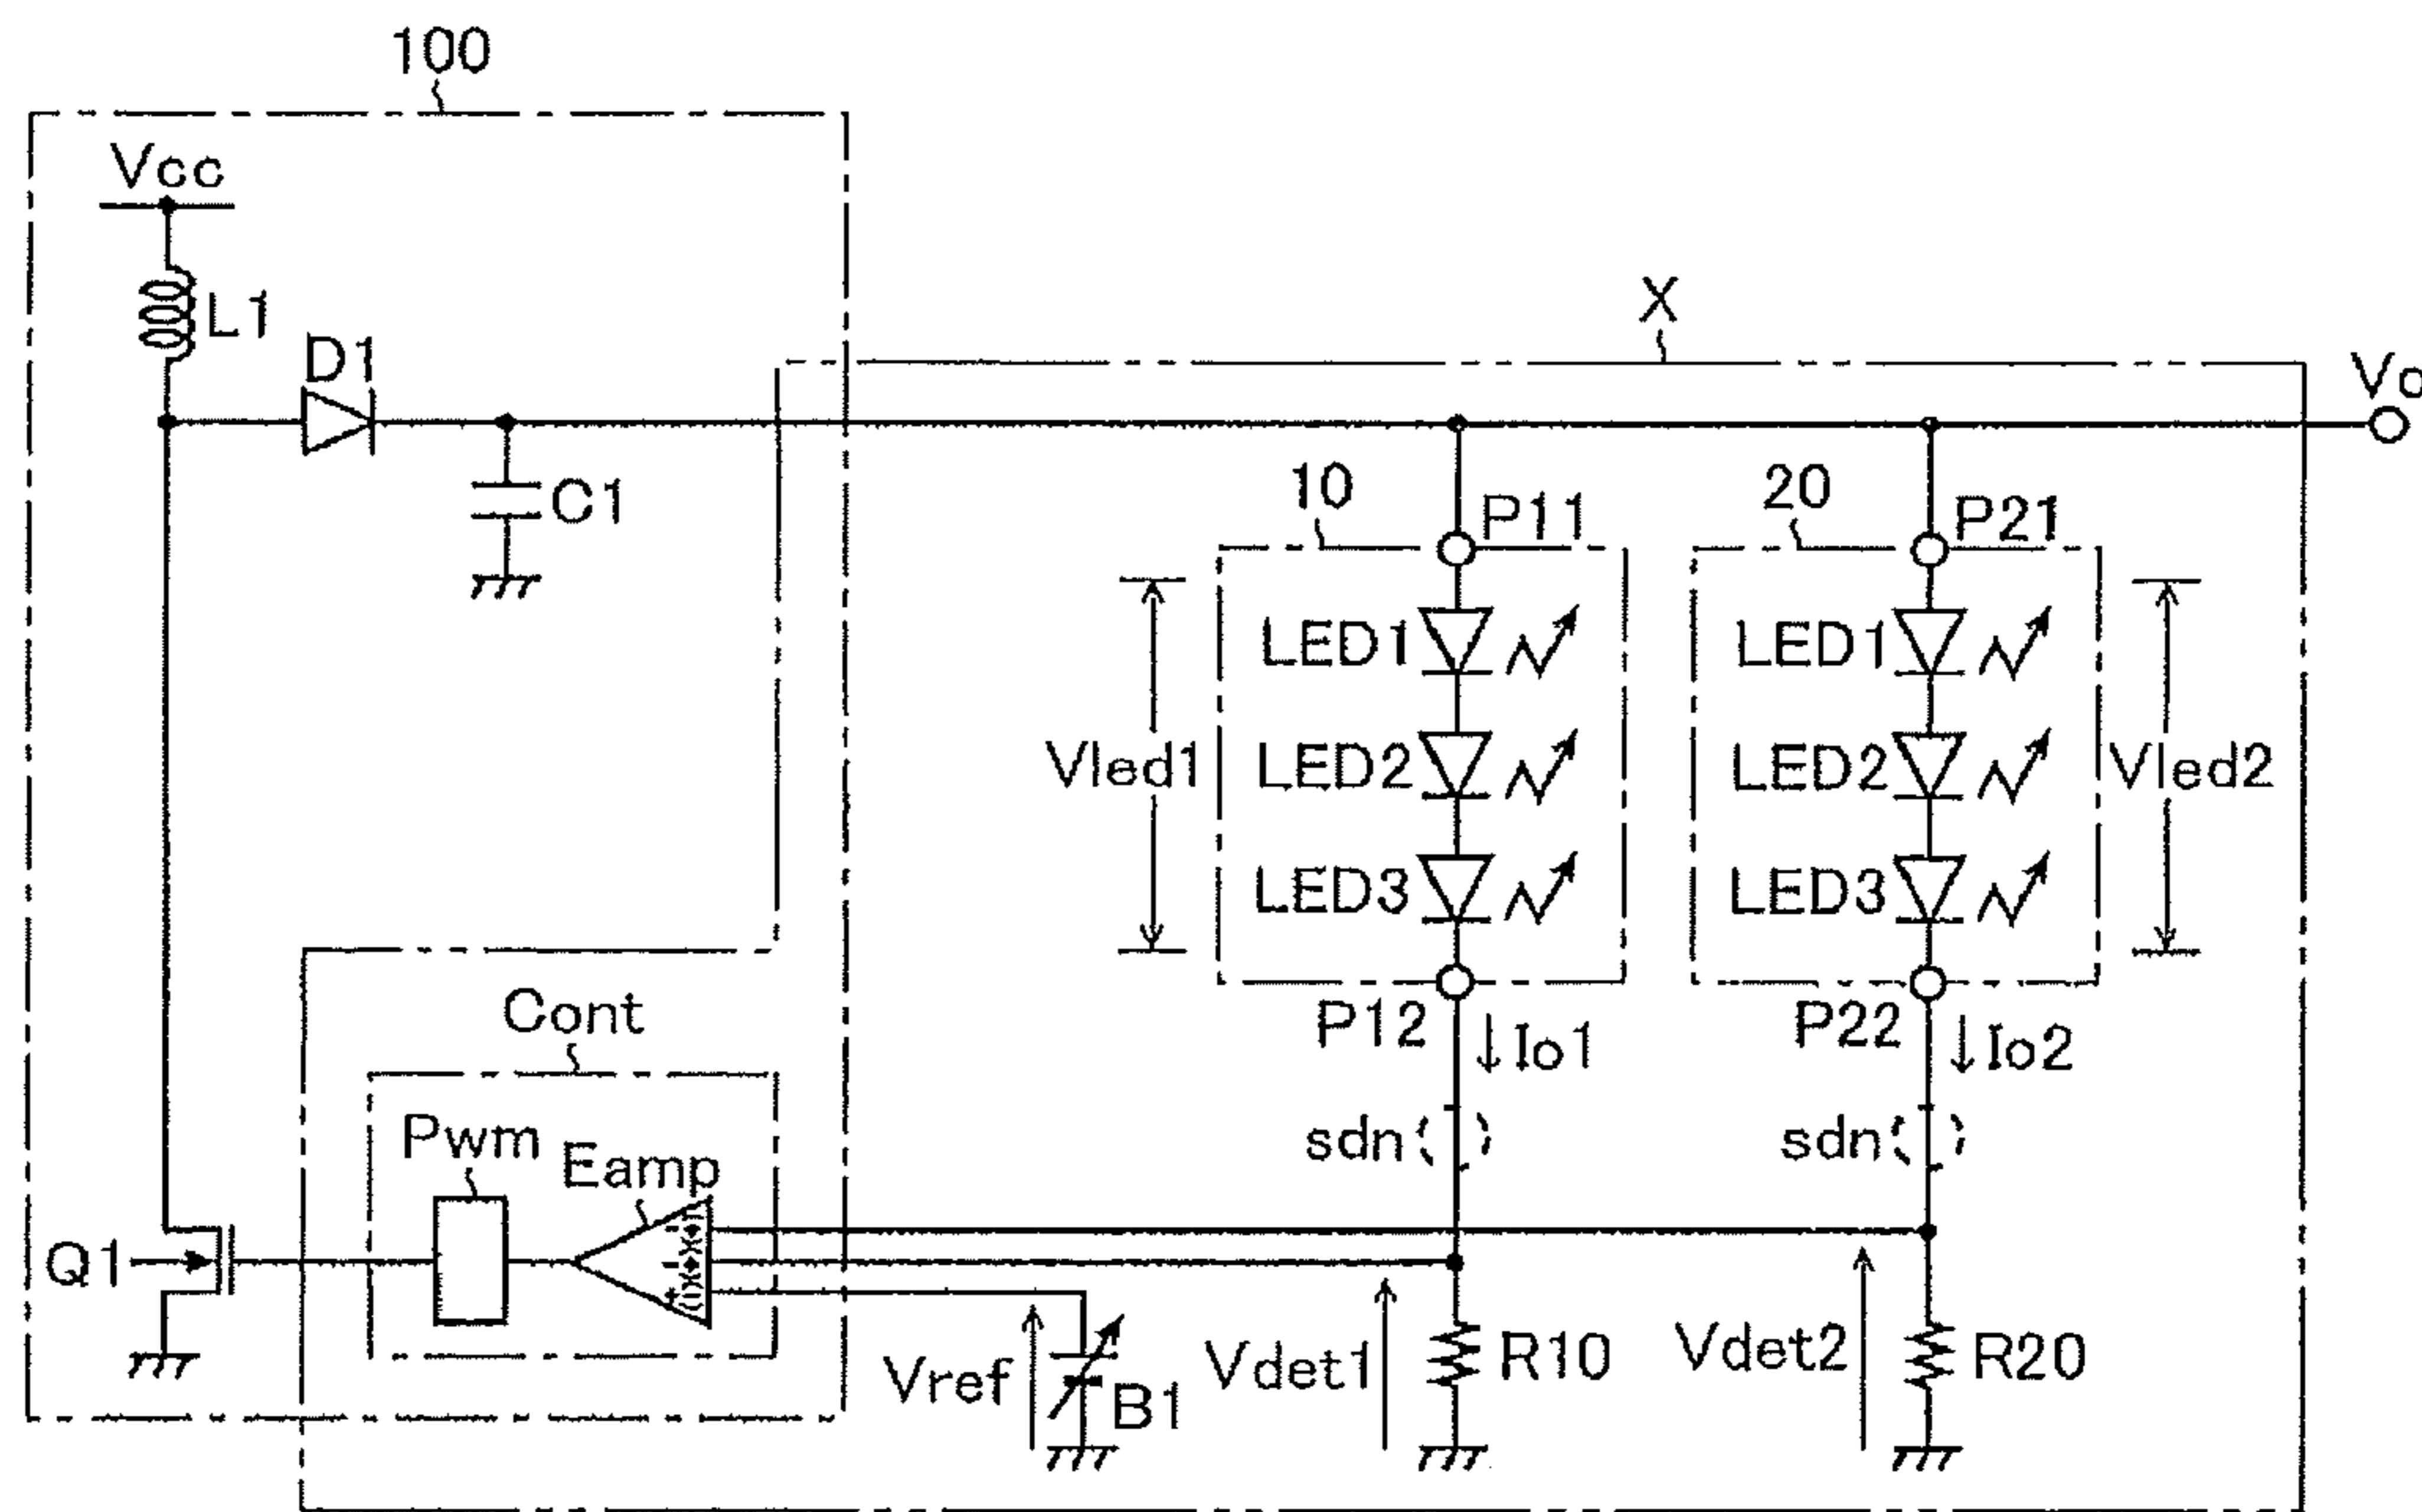 100
Vcc
L1
D1
X
Vo
C1
10
P11
20
P21
LED1
LED1
Vled1
LED2
LED2
Vled2
LED3
LED3
Cont
P12
Io1
P22
Io2
Pwm
Eamp
sdn
sdn
Q1
Vref
B1
Vdet1
R10
Vdet2
R20